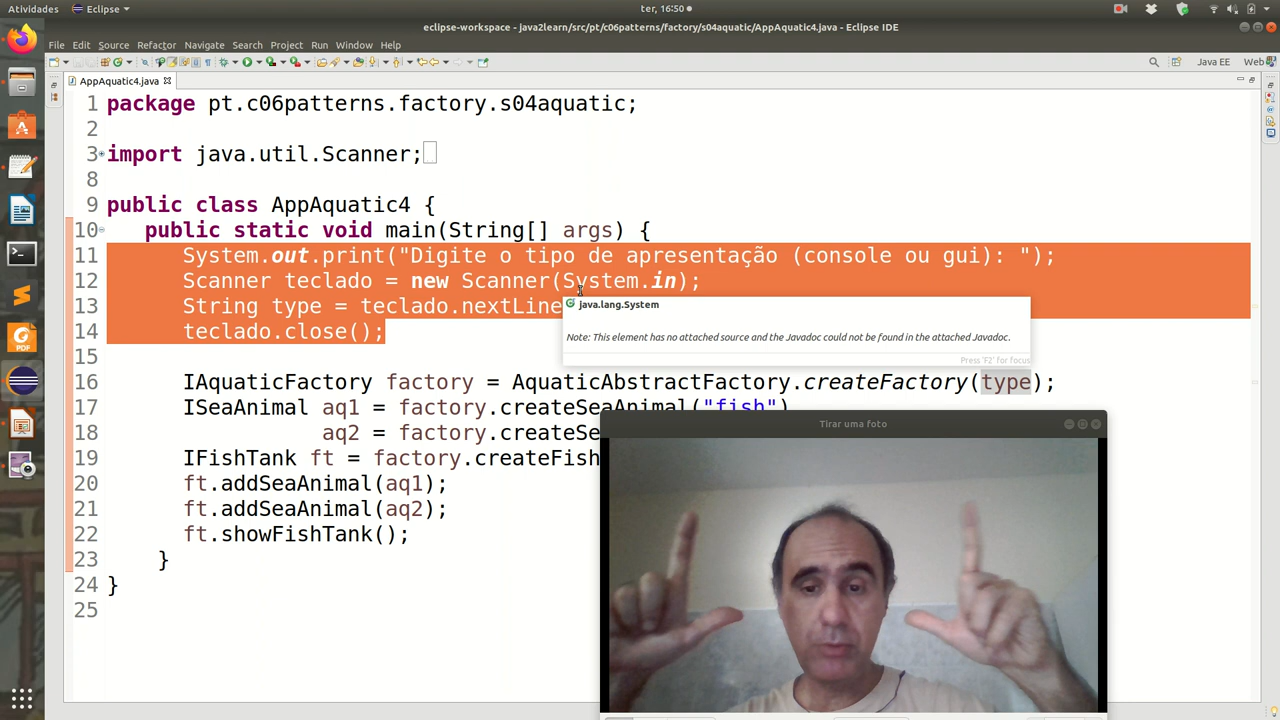 Atividades Eclipse ter, 16:50
eclipse-workspace - java2learn/src/pt/c06patterns/factory/s04aquatic/AppAquatic4.java - Eclipse IDE
File Edit Source Refactor Navigate Search Project Run Window Help
Java EE Web
AppAquatic4.java
1 package pt.c06patterns.factory.s04aquatic;
2
3 import java.util.Scanner;
8
9 public class AppAquatic4 {
10 public static void main(String[] args) {
11 System.out.print("Digite o tipo de apresentação (console ou gui): ");
12 Scanner teclado = new Scanner(System.in);
13 String type = teclado.nextLine
java.lang.System
14 teclado.close();
Note: This element has no attached source and the Javadoc could not be found in the attached Javadoc.
Press 'F2' for focus
15
16 IAquaticFactory factory = AquaticAbstractFactory.createFactory(type);
17 ISeaAnimal aq1 = factory.createSeaAnimal("fish")
Tirar uma foto
18 aq2 = factory.createSe
19 IFishTank ft = factory.createFish
20 ft.addSeaAnimal(aq1);
21 ft.addSeaAnimal(aq2);
22 ft.showFishTank();
23 }
24 }
25
PDF